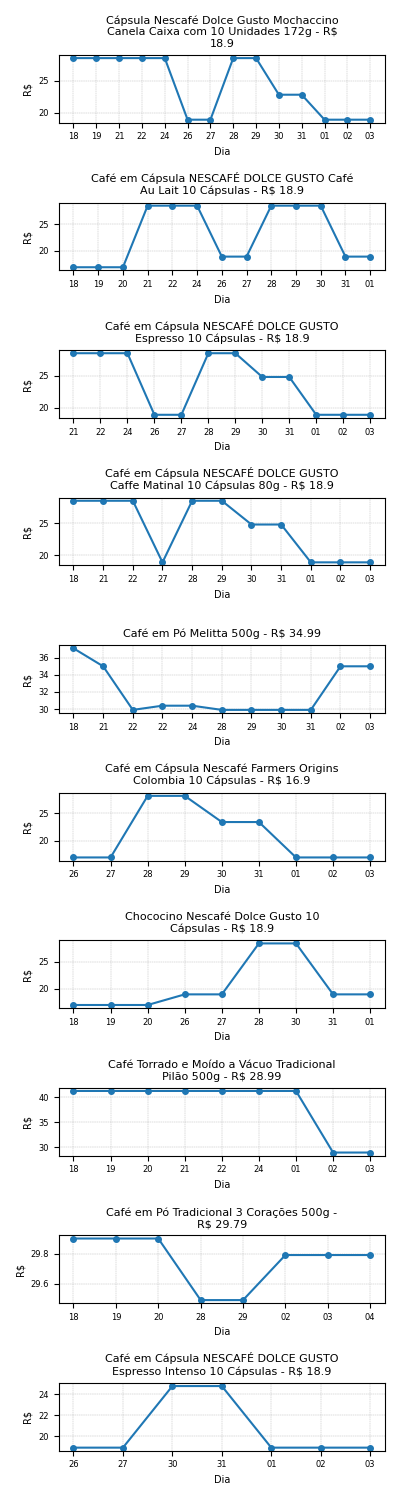 Cápsula Nescafé Dolce Gusto Mochaccino
Canela Caixa com 10 Unidades 172g - R$
18.9
25
20
R$
18 19 21 22 24 26 27 28 29 30 31 01 02 03
Dia
Café em Cápsula NESCAFÉ DOLCE GUSTO Café
Au Lait 10 Cápsulas - R$ 18.9
25
20
R$
18 19 20 21 22 24 26 27 28 29 30 31 01
Dia
Café em Cápsula NESCAFÉ DOLCE GUSTO
Espresso 10 Cápsulas - R$ 18.9
25
20
R$
21 22 24 26 27 28 29 30 31 01 02 03
Dia
Café em Cápsula NESCAFÉ DOLCE GUSTO
Caffe Matinal 10 Cápsulas 80g - R$ 18.9
25
20
R$
18 21 22 27 28 29 30 31 01 02 03
Dia
Café em Pó Melitta 500g - R$ 34.99
36
34
32
30
R$
18 21 22 22 24 28 29 30 31 02 03
Dia
Café em Cápsula Nescafé Farmers Origins
Colombia 10 Cápsulas - R$ 16.9
25
20
R$
26 27 28 29 30 31 01 02 03
Dia
Chococino Nescafé Dolce Gusto 10
Cápsulas - R$ 18.9
25
20
R$
18 19 20 26 27 28 30 31 01
Dia
Café Torrado e Moído a Vácuo Tradicional
Pilão 500g - R$ 28.99
40
35
30
R$
18 19 20 21 22 24 01 02 03
Dia
Café em Pó Tradicional 3 Corações 500g -
R$ 29.79
29.8
29.6
R$
18 19 20 28 29 02 03 04
Dia
Café em Cápsula NESCAFÉ DOLCE GUSTO
Espresso Intenso 10 Cápsulas - R$ 18.9
24
22
20
R$
26 27 30 31 01 02 03
Dia